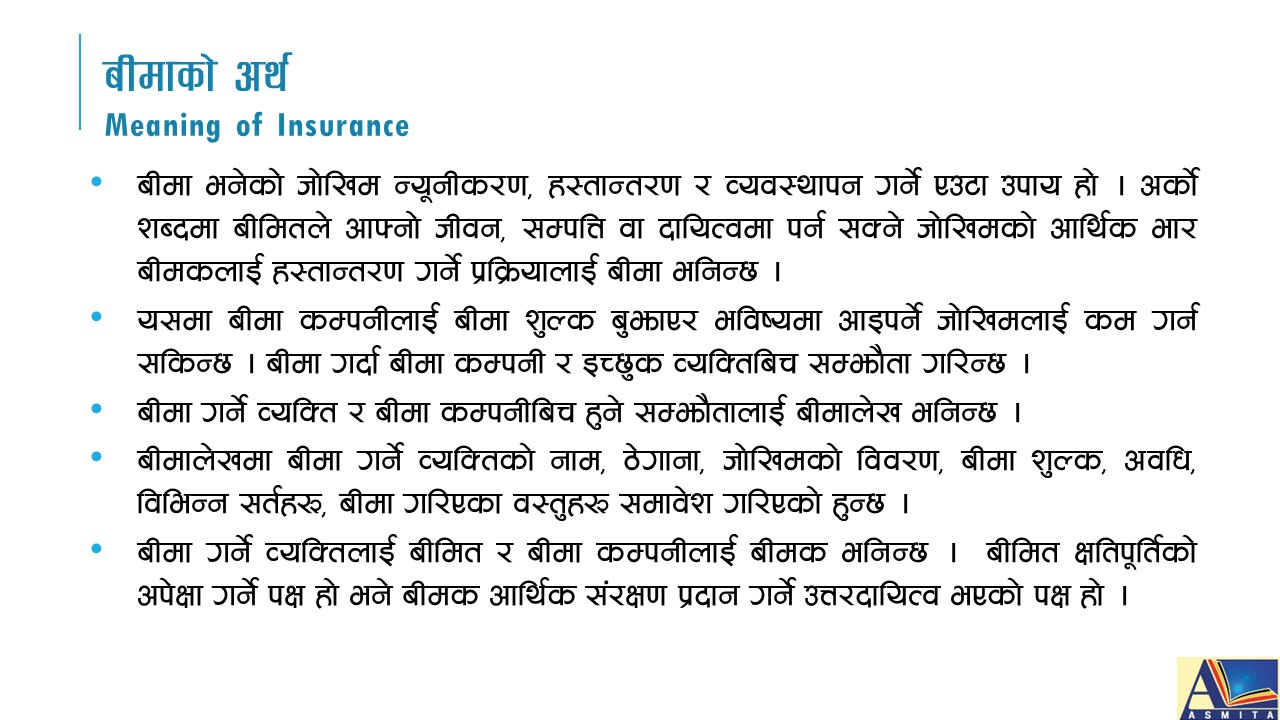 बीमाको अर्थ
Meaning of Insurance
• बीमा भनेको जोखिम न्यूनीकरण, हस्तान्तरण र व्यवस्थापन गर्ने एउटा उपाय हो । अर्को
शब्दमा बीमितले आफ्नो जीवन, सम्पत्ति वा दायित्वमा पर्न सक्ने जोखिमको आर्थिक भार
बीमकलाई हस्तान्तरण गर्ने प्रक्रियालाई बीमा भनिन्छ ।
• यसमा बीमा कम्पनीलाई बीमा शुल्क बुझाएर भविष्यमा आइपर्ने जोखिमलाई कम गर्न
सकिन्छ । बीमा गर्दा बीमा कम्पनी र इच्छुक व्यक्तिबिच सम्झौता गरिन्छ ।
• बीमा गर्ने व्यक्ति र बीमा कम्पनीबिच हुने सम्झौतालाई बीमालेख भनिन्छ ।
• बीमालेखमा बीमा गर्ने व्यक्तिको नाम, ठेगाना, जोखिमको विवरण, बीमा शुल्क, अवधि,
विभिन्न सर्तहरू, बीमा गरिएका वस्तुहरू समावेश गरिएको हुन्छ ।
• बीमा गर्ने व्यक्तिलाई बीमित र बीमा कम्पनीलाई बीमक भनिन्छ । बीमित क्षतिपूर्तिको
अपेक्षा गर्ने पक्ष हो भने बीमक आर्थिक संरक्षण प्रदान गर्ने उत्तरदायित्व भएको पक्ष हो ।
ASMITA